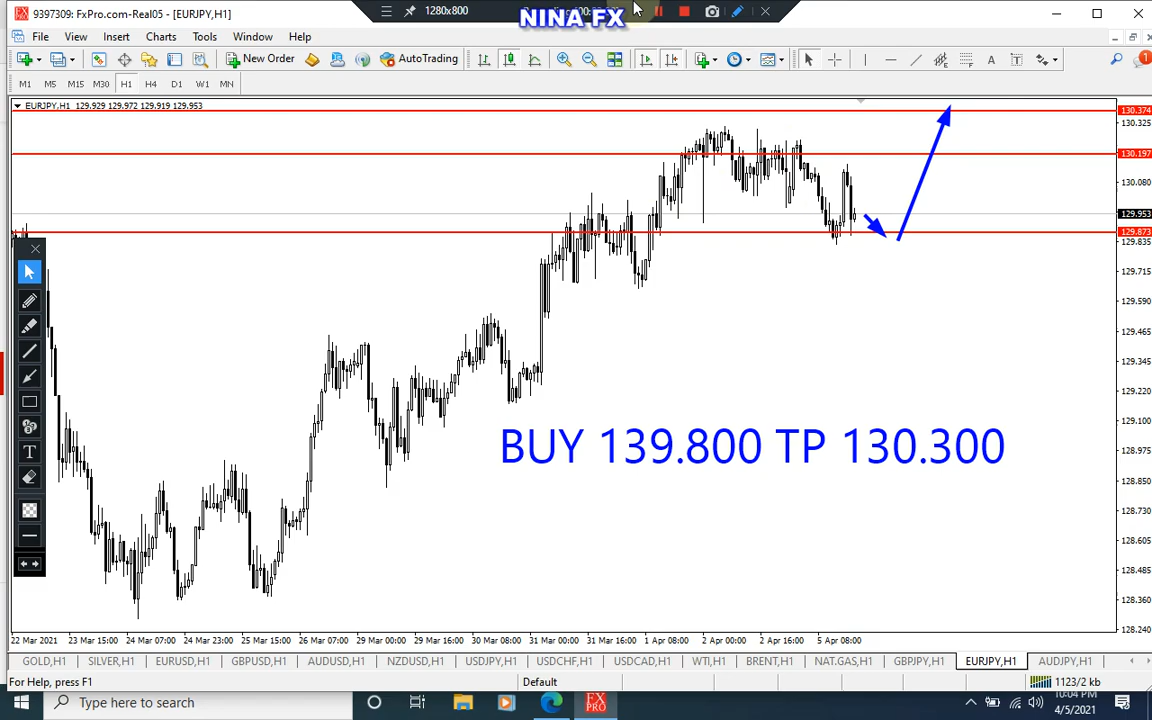 9397309: FxPro.com-Real05 - [EURJPY,H1]
1280x800
NINA FX
File View Insert Charts Tools Window Help
New Order AutoTrading
M1 M5 M15 M30 H1 H4 D1 W1 MN
EURJPY,H1 129.929 129.972 129.919 129.953
130.374
130.325
130.197
130.080
129.953
129.873
129.835
129.715
129.590
129.465
129.345
129.220
129.100
128.975
128.850
128.730
128.605
128.485
128.360
128.240
BUY 139.800 TP 130.300
22 Mar 2021 23 Mar 15:00 24 Mar 07:00 24 Mar 23:00 25 Mar 15:00 26 Mar 07:00 29 Mar 00:00 29 Mar 16:00 30 Mar 08:00 31 Mar 00:00 31 Mar 16:00 1 Apr 08:00 2 Apr 00:00 2 Apr 16:00 5 Apr 08:00
GOLD,H1 SILVER,H1 EURUSD,H1 GBPUSD,H1 AUDUSD,H1 NZDUSD,H1 USDJPY,H1 USDCHF,H1 USDCAD,H1 WTI,H1 BRENT,H1 NAT.GAS,H1 GBPJPY,H1 EURJPY,H1 AUDJPY,H1
For Help, press F1 Default 1123/2 kb
Type here to search
FX
PRO
10:04 PM
4/5/2021